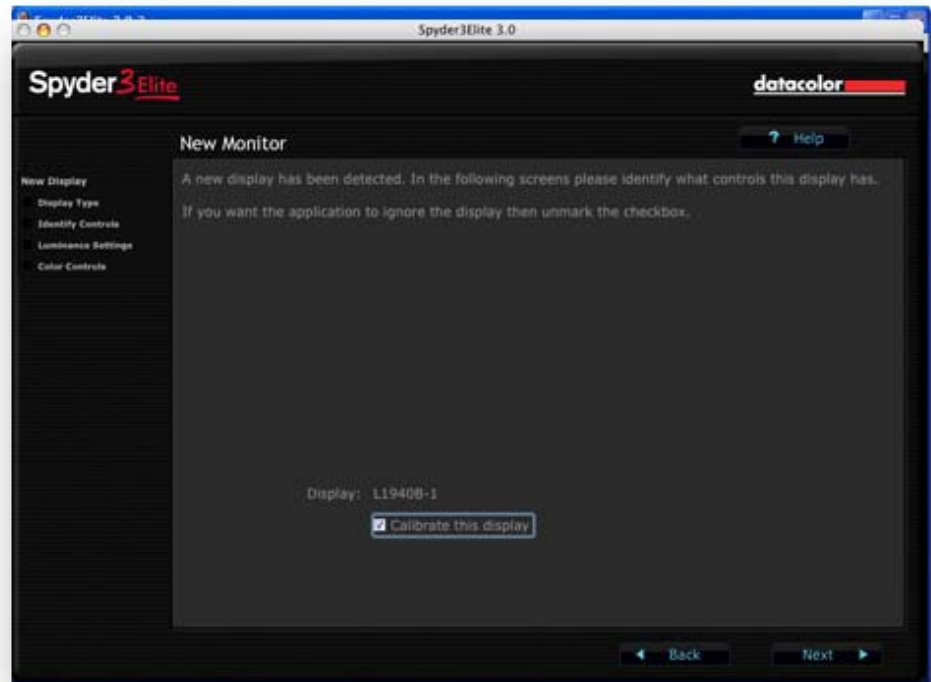 Spyder3Elite 3.0
Spyder3Elite
datacolor
New Monitor
? Help
New Display
Display Type
Identify Controls
Luminance Settings
Color Controls
A new display has been detected. In the following screens please identify what controls this display has.
If you want the application to ignore the display then unmark the checkbox.
Display: L1940B-1
Calibrate this display
Back
Next